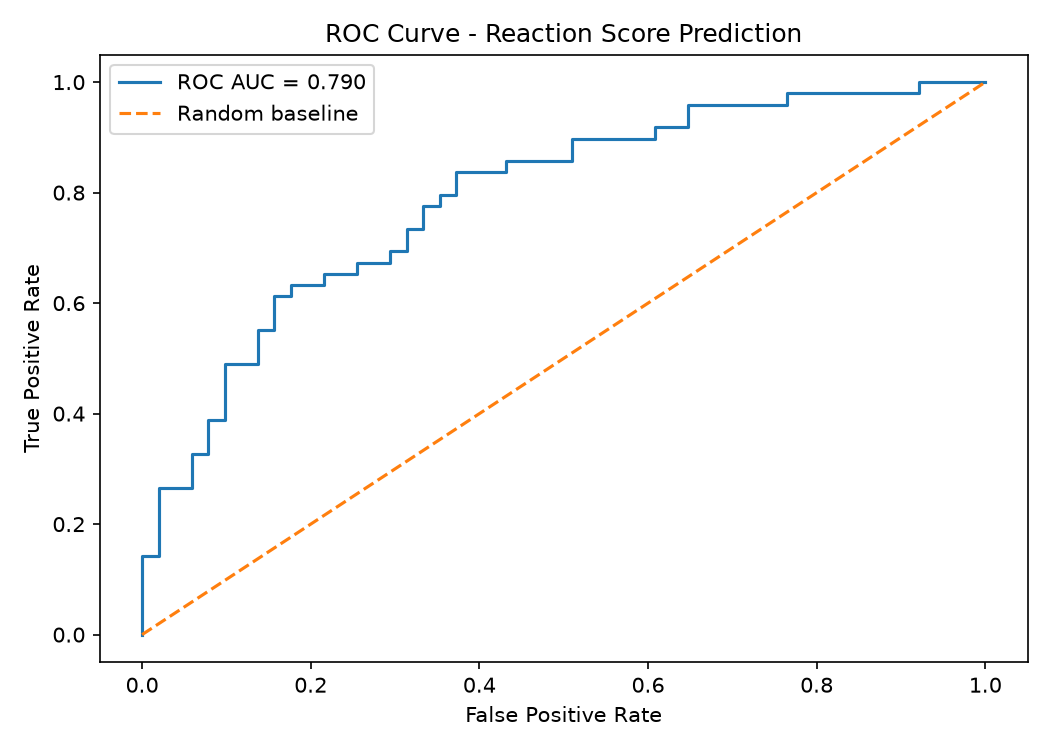 ROC Curve - Reaction Score Prediction
ROC AUC = 0.790
Random baseline
True Positive Rate
1.0
0.8
0.6
0.4
0.2
0.0
0.0 0.2 0.4 0.6 0.8 1.0
False Positive Rate